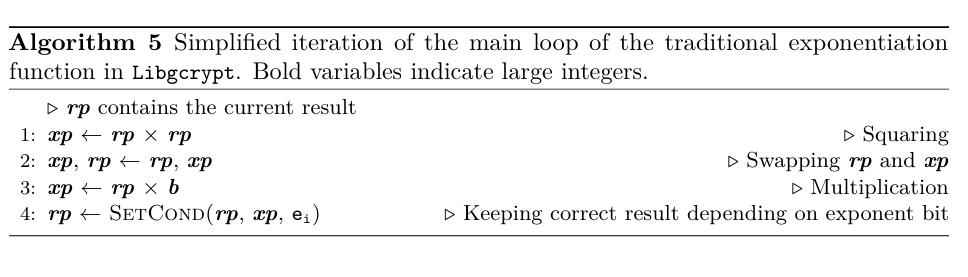 Algorithm 5 Simplified iteration of the main loop of the traditional exponentiation
function in Libgcrypt. Bold variables indicate large integers.
▷ rp contains the current result
1: xp ← rp × rp ▷ Squaring
2: xp, rp ← rp, xp ▷ Swapping rp and xp
3: xp ← rp × b ▷ Multiplication
4: rp ← SetCond(rp, xp, e_i) ▷ Keeping correct result depending on exponent bit